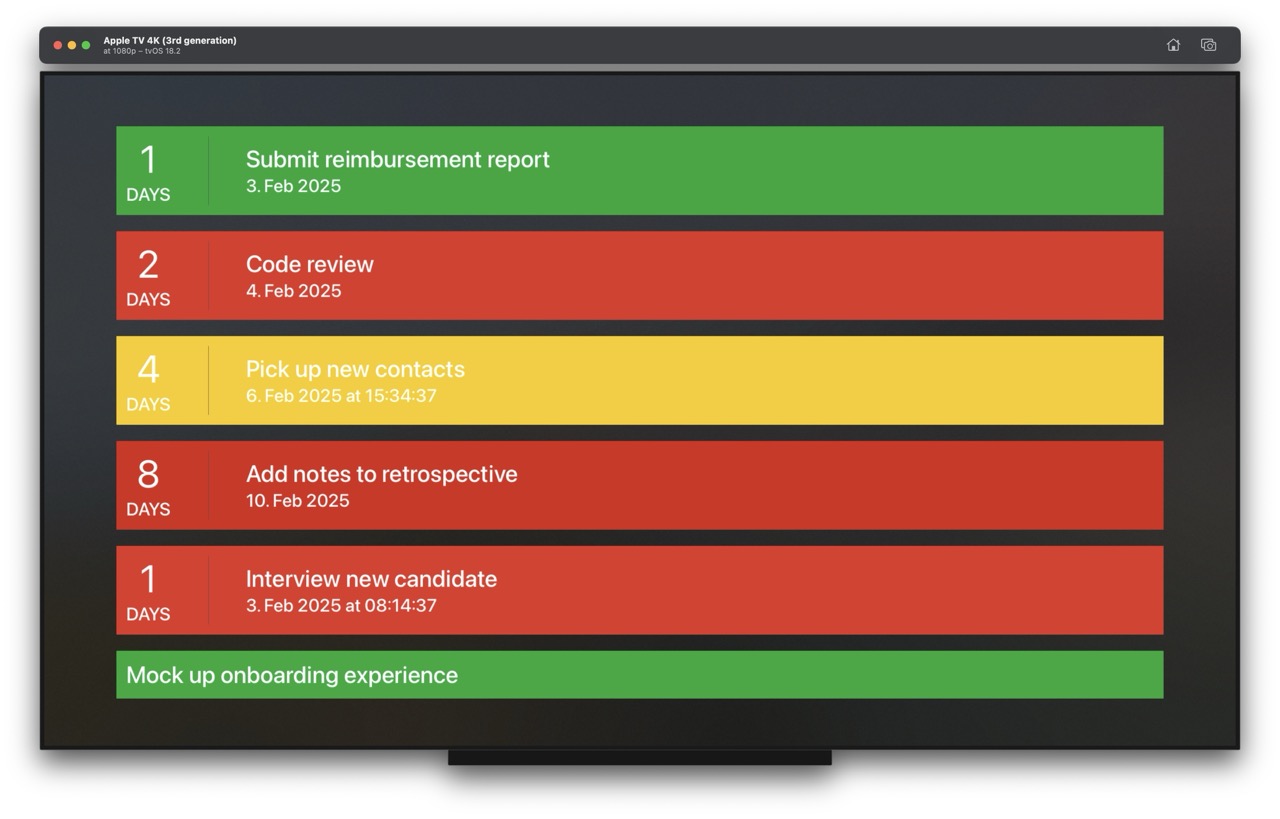 Apple TV 4K (3rd generation)
at 1080p – tvOS 18.2
1
DAYS
Submit reimbursement report
3. Feb 2025
2
DAYS
Code review
4. Feb 2025
4
DAYS
Pick up new contacts
6. Feb 2025 at 15:34:37
8
DAYS
Add notes to retrospective
10. Feb 2025
1
DAYS
Interview new candidate
3. Feb 2025 at 08:14:37
Mock up onboarding experience